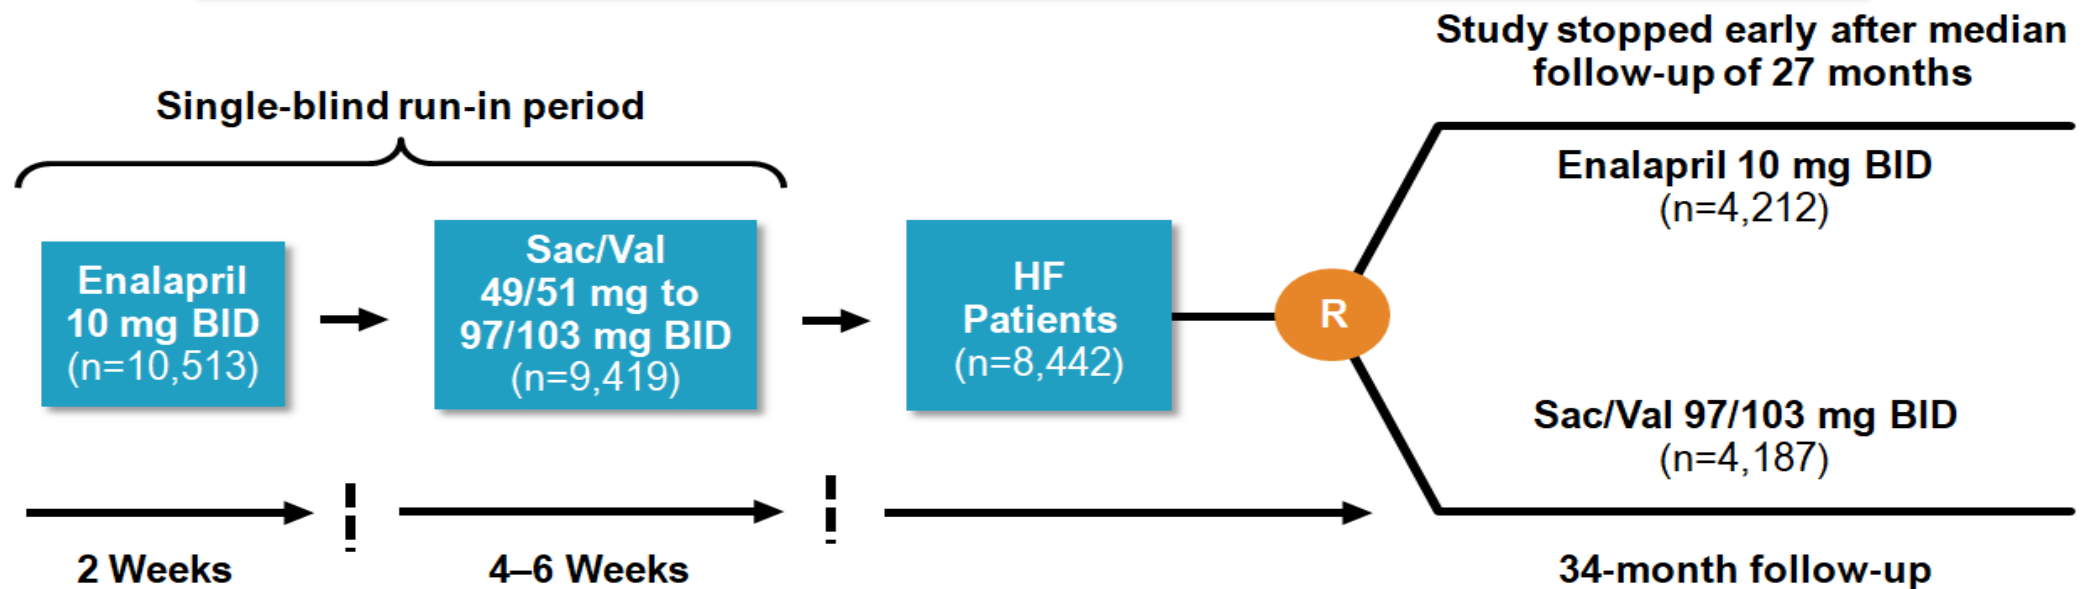 Study stopped early after median
follow-up of 27 months
Single-blind run-in period
Enalapril
10 mg BID
(n=10,513)
Sac/Val
49/51 mg to
97/103 mg BID
(n=9,419)
HF
Patients
(n=8,442)
R
Enalapril 10 mg BID
(n=4,212)
Sac/Val 97/103 mg BID
(n=4,187)
2 Weeks
4–6 Weeks
34-month follow-up